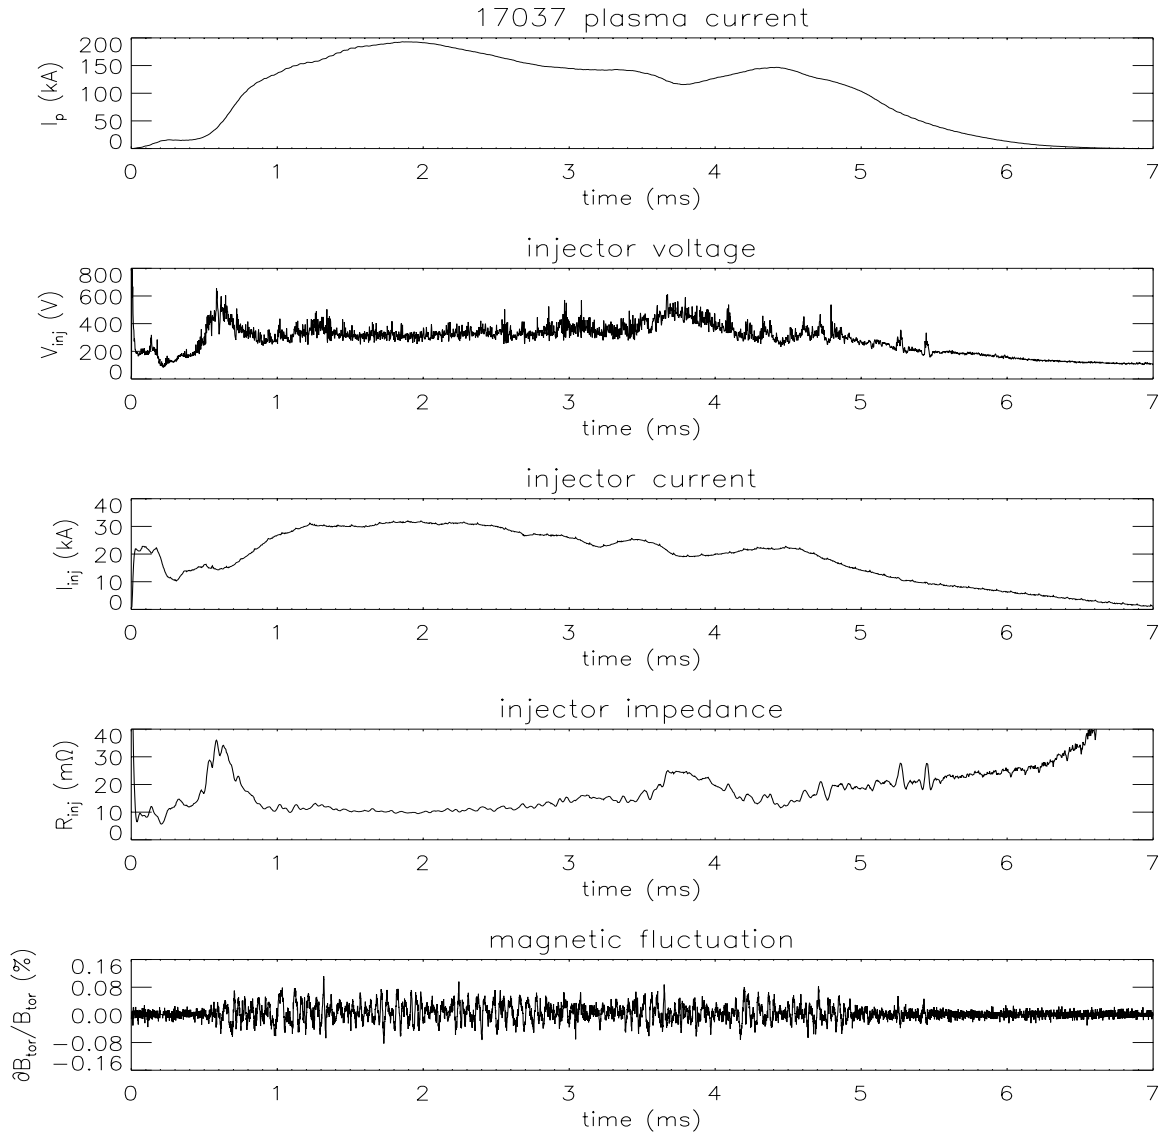 17037 plasma current
I_p (kA)
200
150
100
50
0
0 1 2 3 4 5 6 7
time (ms)
injector voltage
V_inj (V)
800
600
400
200
0
0 1 2 3 4 5 6 7
time (ms)
injector current
I_inj (kA)
40
30
20
10
0
0 1 2 3 4 5 6 7
time (ms)
injector impedance
R_inj (mΩ)
40
30
20
10
0
0 1 2 3 4 5 6 7
time (ms)
magnetic fluctuation
∂B_tor/B_tor (%)
0.16
0.08
0.00
−0.08
−0.16
0 1 2 3 4 5 6 7
time (ms)